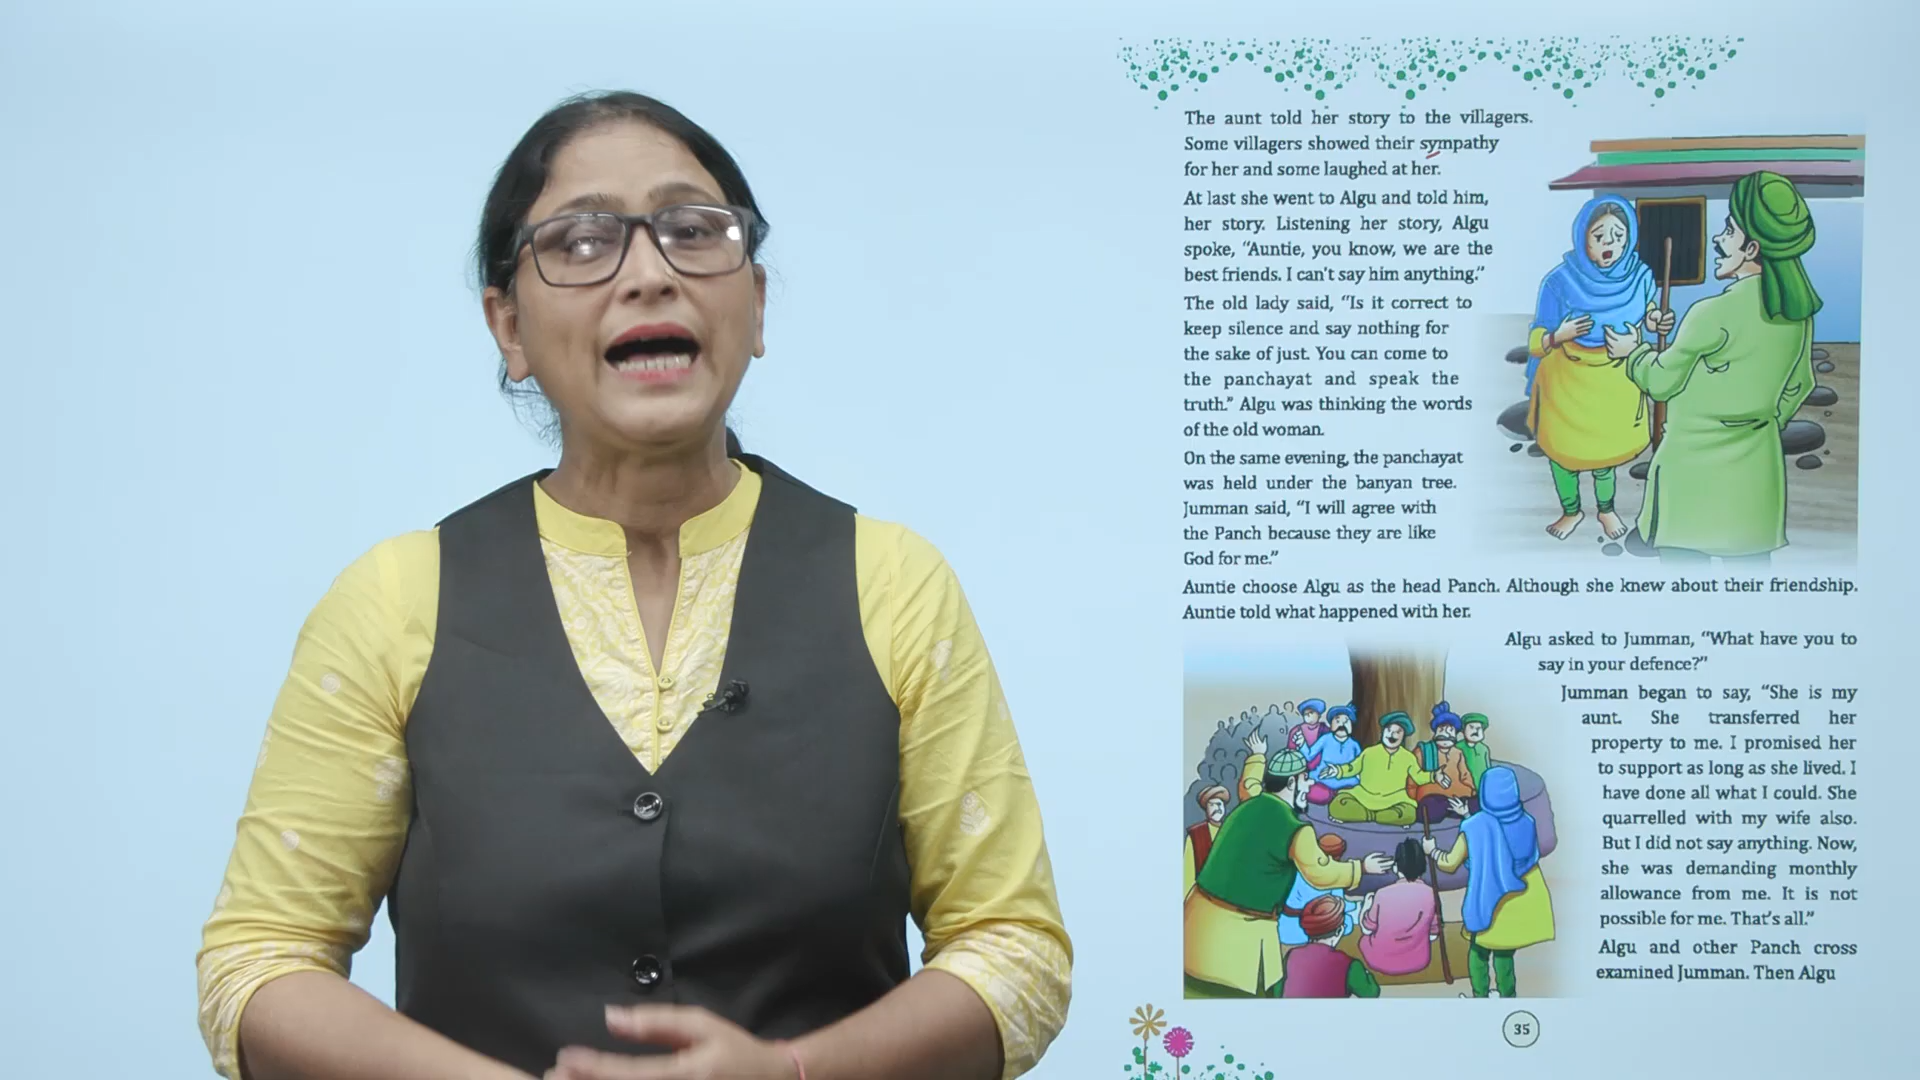 The aunt told her story to the villagers.
Some villagers showed their sympathy
for her and some laughed at her.
At last she went to Algu and told him,
her story. Listening her story, Algu
spoke, “Auntie, you know, we are the
best friends. I can't say him anything.”
The old lady said, “Is it correct to
keep silence and say nothing for
the sake of just. You can come to
the panchayat and speak the
truth.” Algu was thinking the words
of the old woman.
On the same evening, the panchayat
was held under the banyan tree.
Jumman said, “I will agree with
the Panch because they are like
God for me.”
Auntie choose Algu as the head Panch. Although she knew about their friendship.
Auntie told what happened with her.
Algu asked to Jumman, “What have you to
say in your defence?”
Jumman began to say, “She is my
aunt. She transferred her
property to me. I promised her
to support as long as she lived. I
have done all what I could. She
quarrelled with my wife also.
But I did not say anything. Now,
she was demanding monthly
allowance from me. It is not
possible for me. That's all.”
Algu and other Panch cross
examined Jumman. Then Algu
35